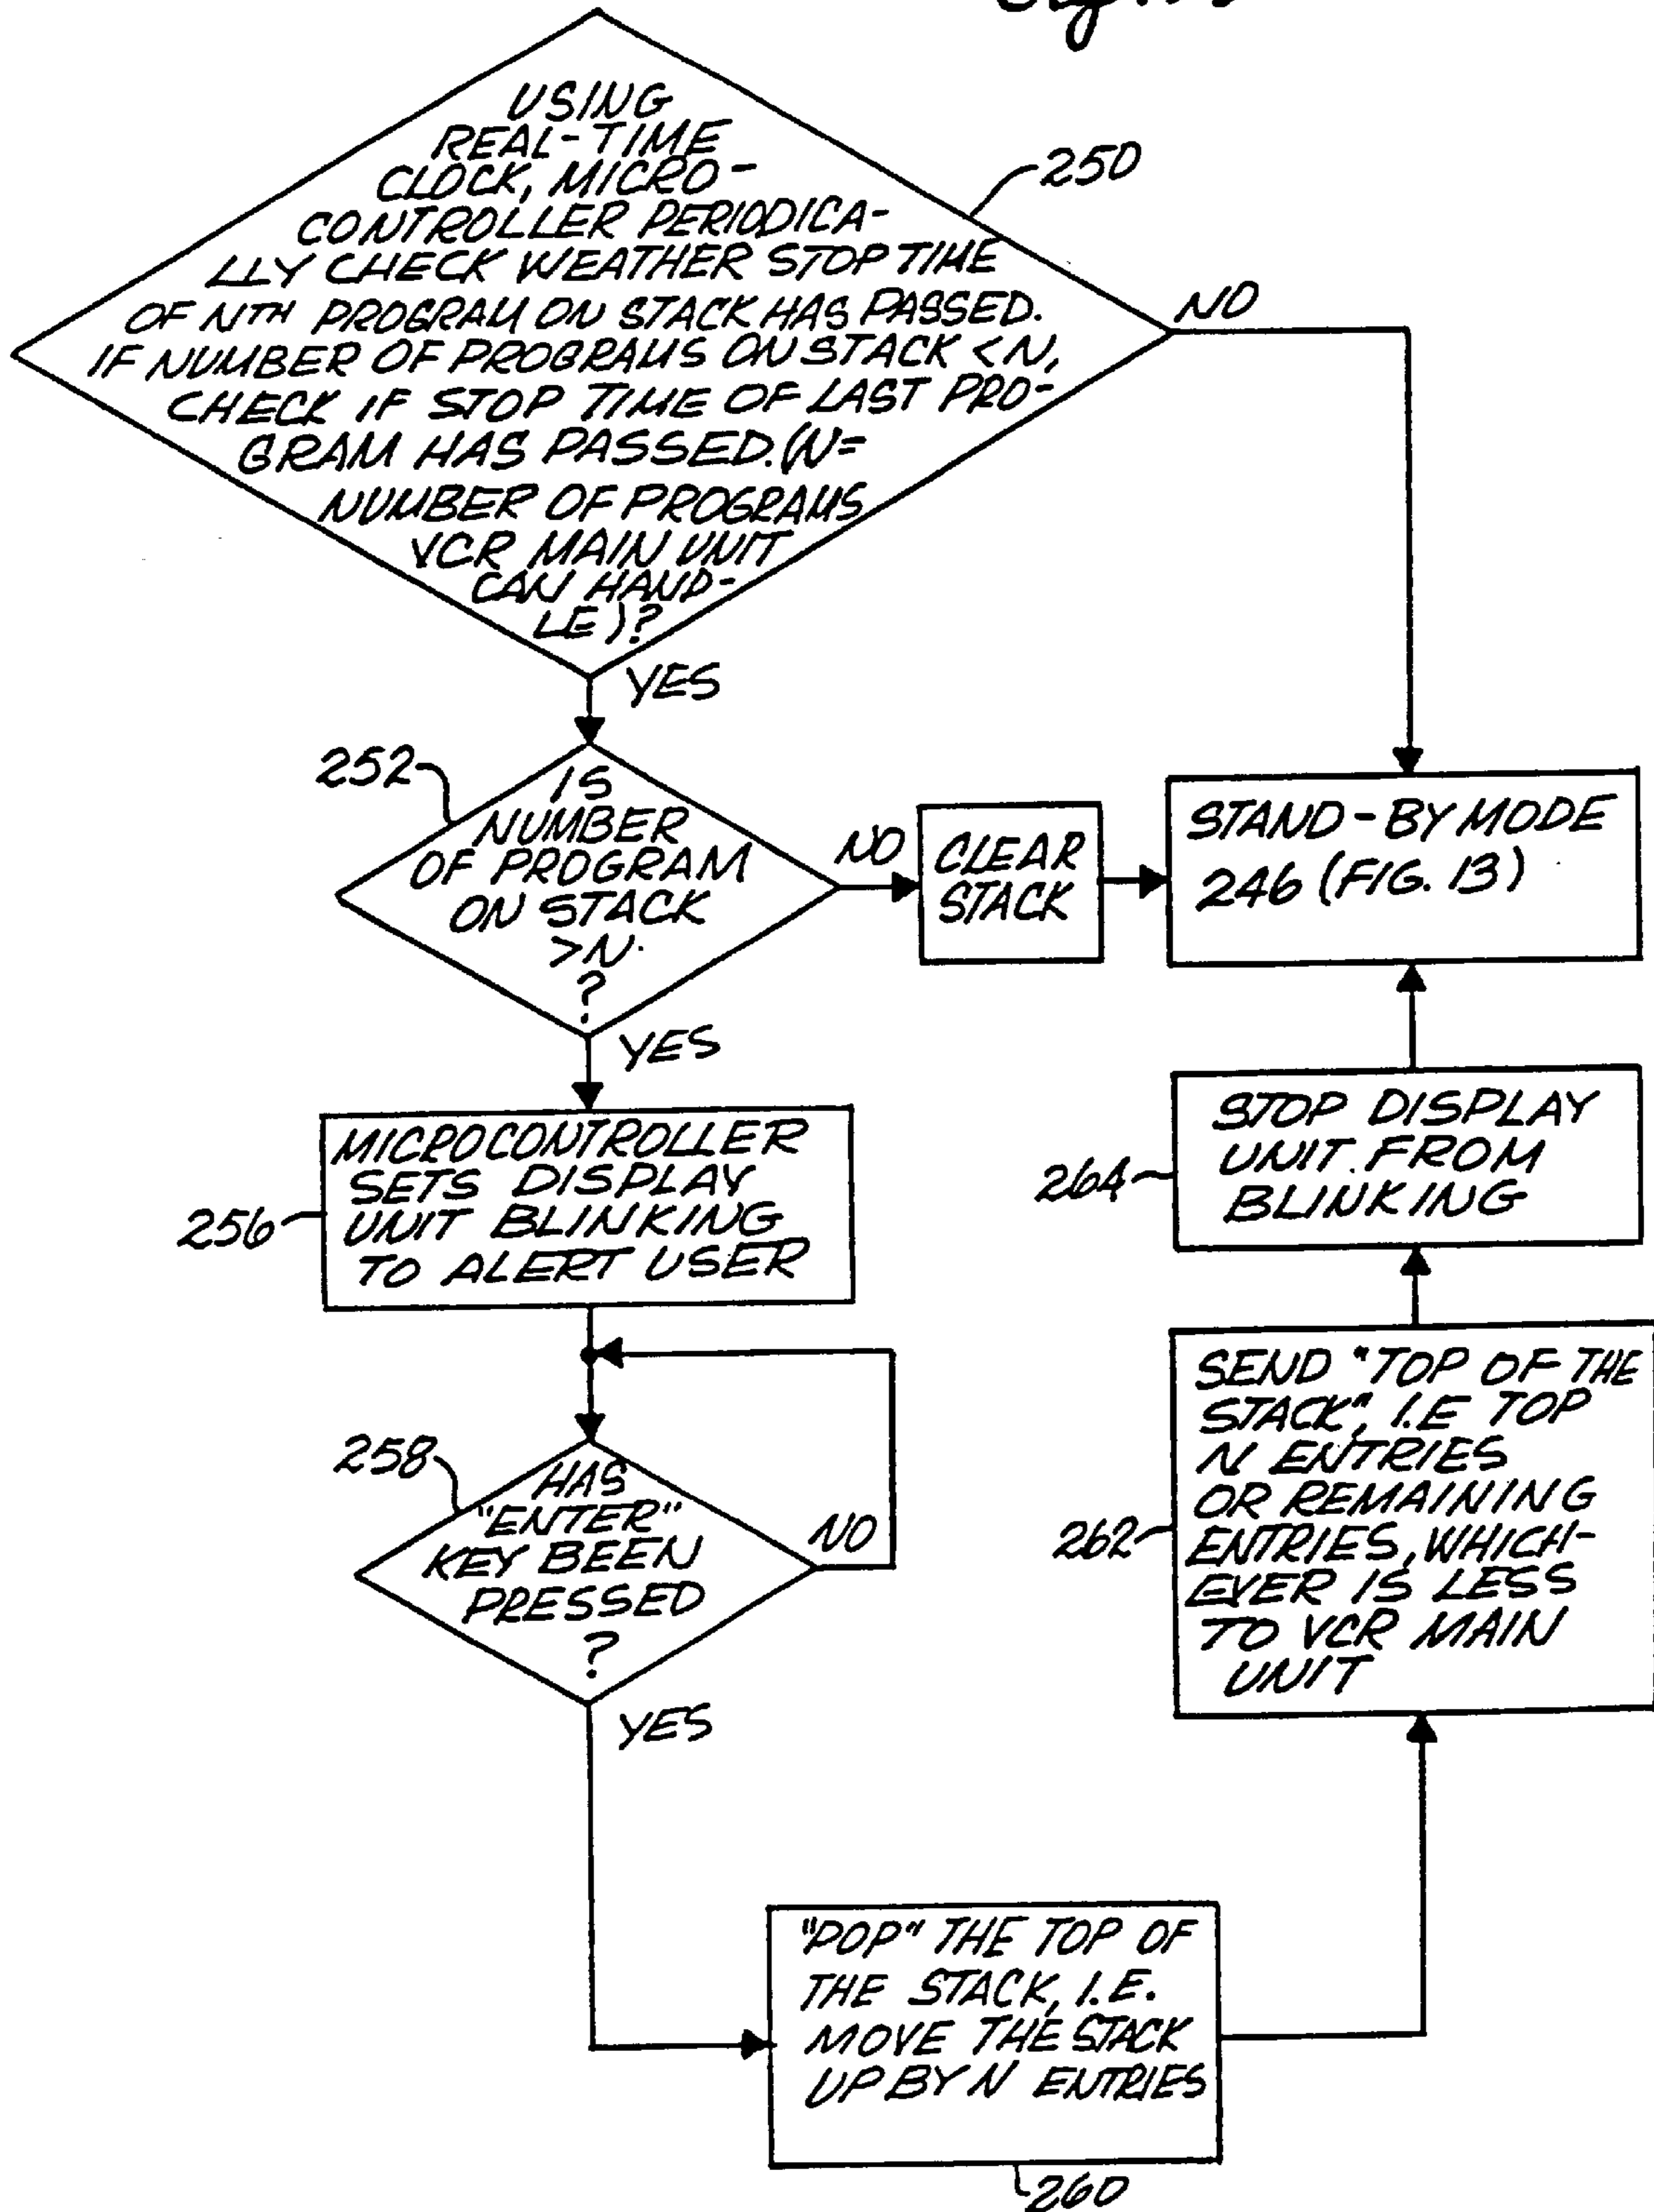 USING
REAL-TIME
CLOCK, MICRO-
CONTROLLER PERIODICA-
LLY CHECK WEATHER STOP TIME
OF NTH PROGRAM ON STACK HAS PASSED.
IF NUMBER OF PROGRAMS ON STACK <N,
CHECK IF STOP TIME OF LAST PRO-
GRAM HAS PASSED. (N=
NUMBER OF PROGRAMS
VCR MAIN UNIT
CAN HAND-
LE)?
250
NO
YES
252
IS
NUMBER
OF PROGRAM
ON STACK
>N
?
NO
CLEAR
STACK
STAND-BY MODE
246 (FIG. 13)
YES
MICROCONTROLLER
SETS DISPLAY
UNIT BLINKING
TO ALERT USER
256
STOP DISPLAY
UNIT FROM
BLINKING
264
258
HAS
"ENTER"
KEY BEEN
PRESSED
?
NO
YES
SEND "TOP OF THE
STACK", I.E TOP
N ENTRIES
OR REMAINING
ENTRIES, WHICH-
EVER IS LESS
TO VCR MAIN
UNIT
262
"POP" THE TOP OF
THE STACK, I.E.
MOVE THE STACK
UP BY N ENTRIES
260